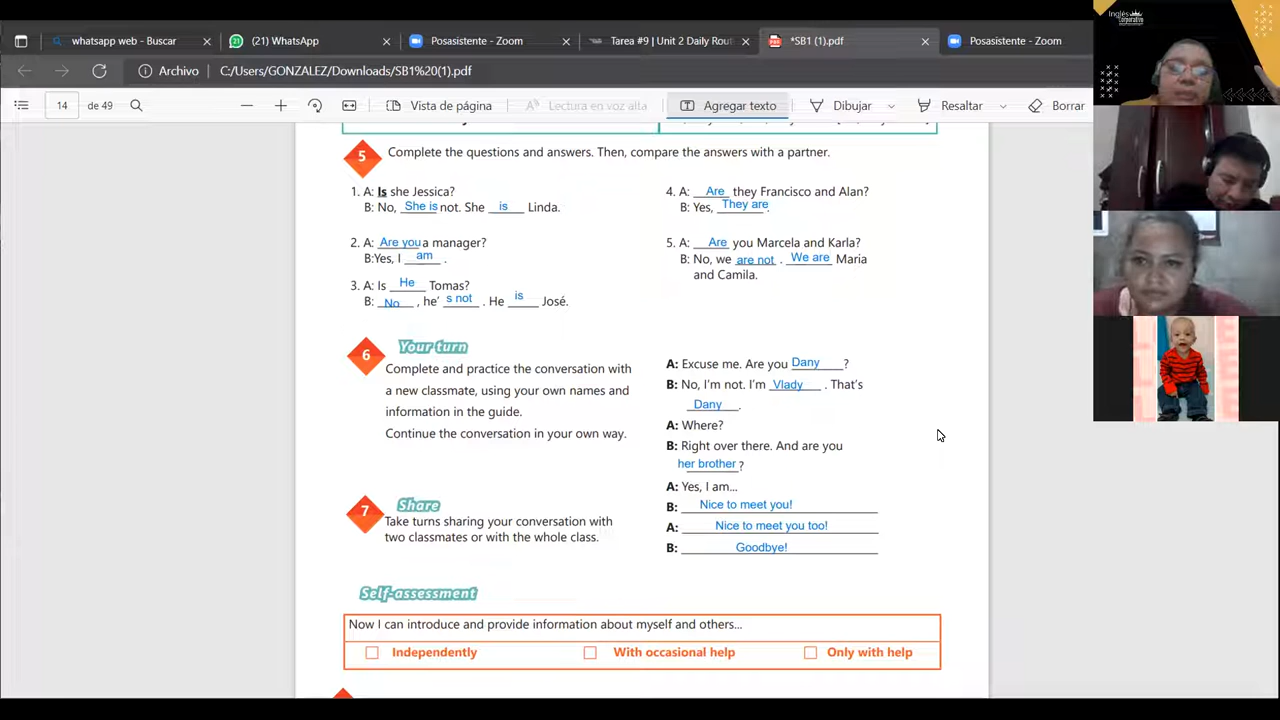 whatsapp web - Buscar
(21) WhatsApp
Posasistente - Zoom
Tarea #9 | Unit 2 Daily Rout
*SB1 (1).pdf
Posasistente - Zoom
Archivo C:/Users/GONZALEZ/Downloads/SB1%20(1).pdf
14 de 49 Vista de página Lectura en voz alta Agregar texto Dibujar Resaltar Borrar
Inglés Corporativo
5 Complete the questions and answers. Then, compare the answers with a partner.
1. A: Is she Jessica?
B: No, She is not. She is Linda.
2. A: Are you a manager?
B:Yes, I am .
3. A: Is He Tomas?
B: No , he' s not . He is José.
4. A: Are they Francisco and Alan?
B: Yes, They are .
5. A: Are you Marcela and Karla?
B: No, we are not . We are Maria
and Camila.
6 Your turn
Complete and practice the conversation with
a new classmate, using your own names and
information in the guide.
Continue the conversation in your own way.
A: Excuse me. Are you Dany ?
B: No, I'm not. I'm Vlady . That's
Dany .
A: Where?
B: Right over there. And are you
her brother ?
A: Yes, I am...
B: Nice to meet you!
A: Nice to meet you too!
B: Goodbye!
7 Share
Take turns sharing your conversation with
two classmates or with the whole class.
Self-assessment
Now I can introduce and provide information about myself and others...
Independently With occasional help Only with help